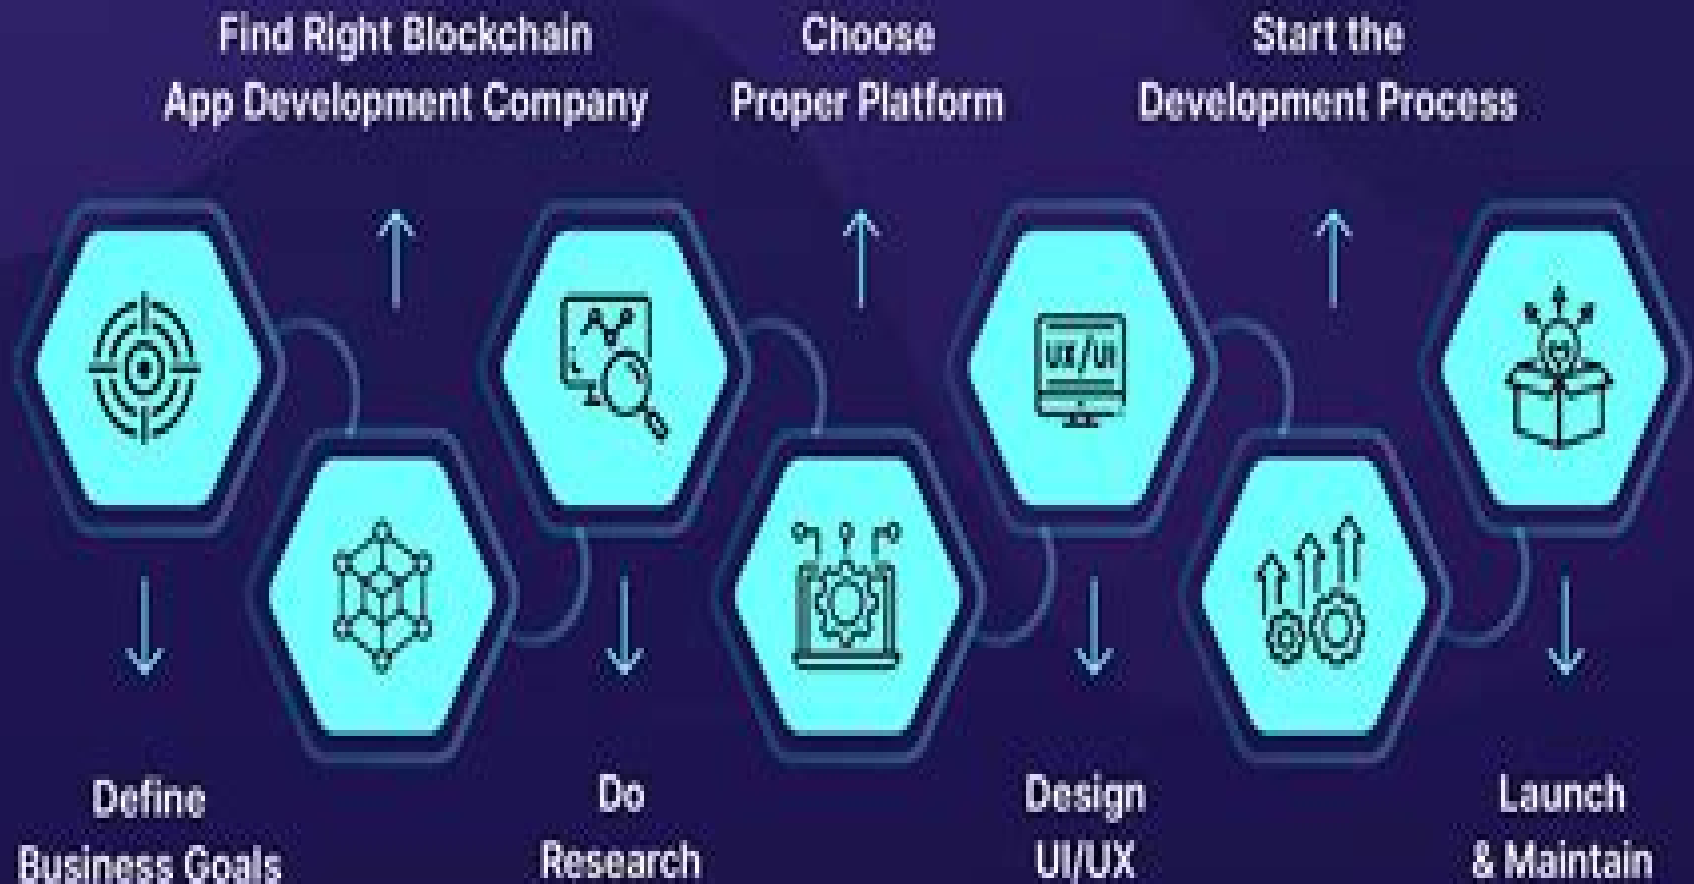 Find Right Blockchain
App Development Company
Choose
Proper Platform
Start the
Development Process
UX/UI
Define
Business Goals
Do
Research
Design
UI/UX
Launch
& Maintain